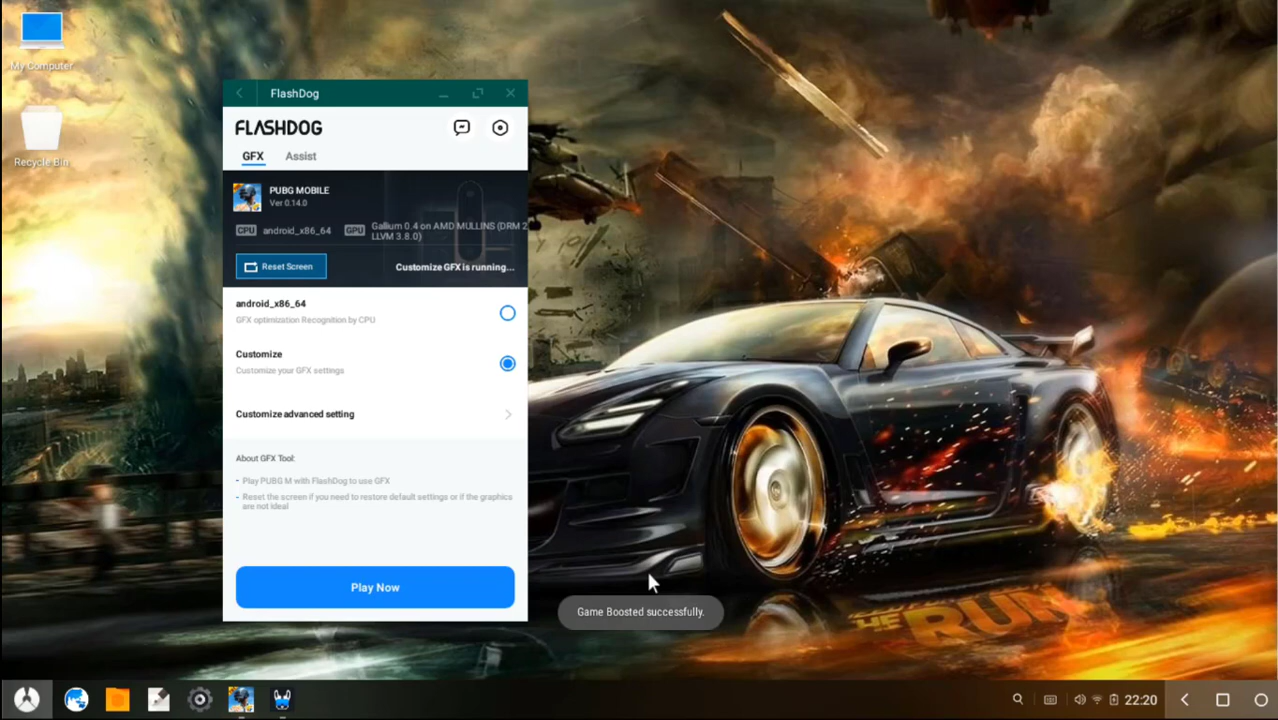 My Computer
Recycle Bin
FlashDog
FLASHDOG
GFX Assist
PUBG MOBILE
Ver 0.14.0
CPU android_x86_64 GPU Gallium 0.4 on AMD MULLINS (DRM 2
LLVM 3.8.0)
Reset Screen Customize GFX is running...
android_x86_64
GFX optimization Recognition by CPU
Customize
Customize your GFX settings
Customize advanced setting
About GFX Tool:
- Play PUBG M with FlashDog to use GFX
- Reset the screen if you need to restore default settings or if the graphics
are not ideal
Play Now
Game Boosted successfully.
THE RUN
22:20